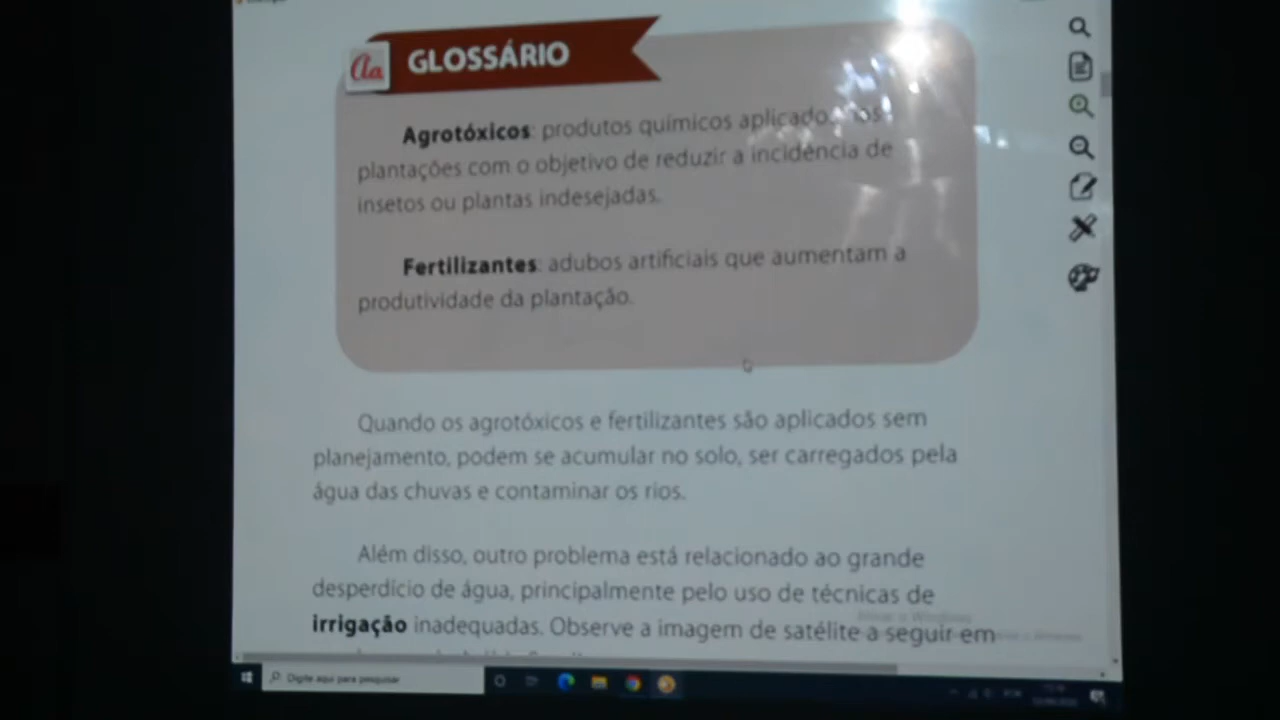 GLOSSÁRIO
Agrotóxicos: produtos químicos aplicado
plantações com o objetivo de reduzir a incidência de
insetos ou plantas indesejadas.
Fertilizantes: adubos artificiais que aumentam a
produtividade da plantação.
Quando os agrotóxicos e fertilizantes são aplicados sem
planejamento, podem se acumular no solo, ser carregados pela
água das chuvas e contaminar os rios.
Além disso, outro problema está relacionado ao grande
desperdício de água, principalmente pelo uso de técnicas de
irrigação inadequadas. Observe a imagem de satélite a seguir em
Digite aqui para pesquisar